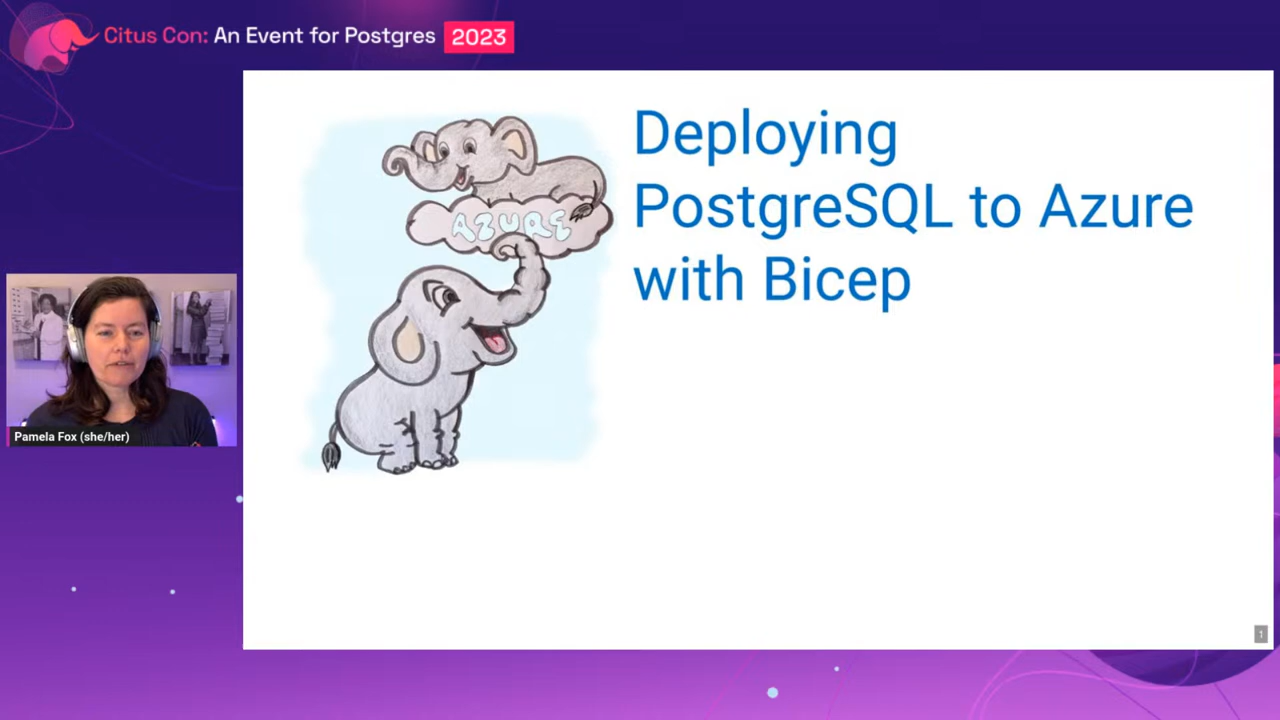 Citus Con: An Event for Postgres 2023
AZURE
Deploying
PostgreSQL to Azure
with Bicep
Pamela Fox (she/her)
1